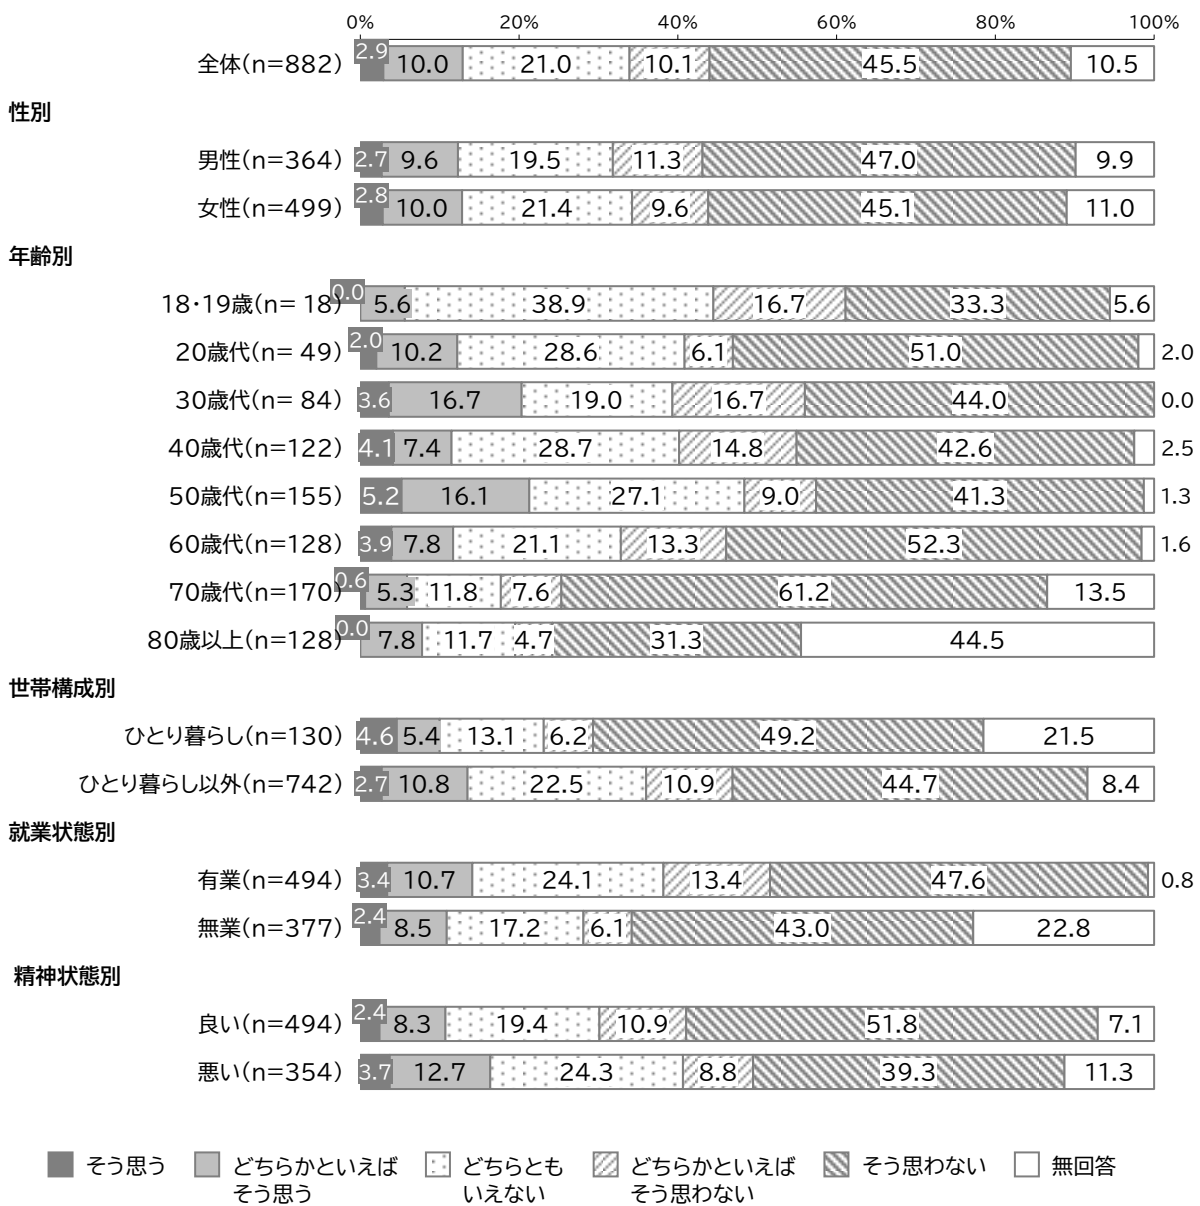 0% 20% 40% 60% 80% 100%
全体(n=882) 2.9 10.0 21.0 10.1 45.5 10.5
性別
男性(n=364) 2.7 9.6 19.5 11.3 47.0 9.9
女性(n=499) 2.8 10.0 21.4 9.6 45.1 11.0
年齢別
18・19歳(n= 18) 0.0 5.6 38.9 16.7 33.3 5.6
20歳代(n= 49) 2.0 10.2 28.6 6.1 51.0 2.0
30歳代(n= 84) 3.6 16.7 19.0 16.7 44.0 0.0
40歳代(n=122) 4.1 7.4 28.7 14.8 42.6 2.5
50歳代(n=155) 5.2 16.1 27.1 9.0 41.3 1.3
60歳代(n=128) 3.9 7.8 21.1 13.3 52.3 1.6
70歳代(n=170) 0.6 5.3 11.8 7.6 61.2 13.5
80歳以上(n=128) 0.0 7.8 11.7 4.7 31.3 44.5
世帯構成別
ひとり暮らし(n=130) 4.6 5.4 13.1 6.2 49.2 21.5
ひとり暮らし以外(n=742) 2.7 10.8 22.5 10.9 44.7 8.4
就業状態別
有業(n=494) 3.4 10.7 24.1 13.4 47.6 0.8
無業(n=377) 2.4 8.5 17.2 6.1 43.0 22.8
精神状態別
良い(n=494) 2.4 8.3 19.4 10.9 51.8 7.1
悪い(n=354) 3.7 12.7 24.3 8.8 39.3 11.3
そう思う
どちらかといえば
そう思う
どちらとも
いえない
どちらかといえば
そう思わない
そう思わない
無回答